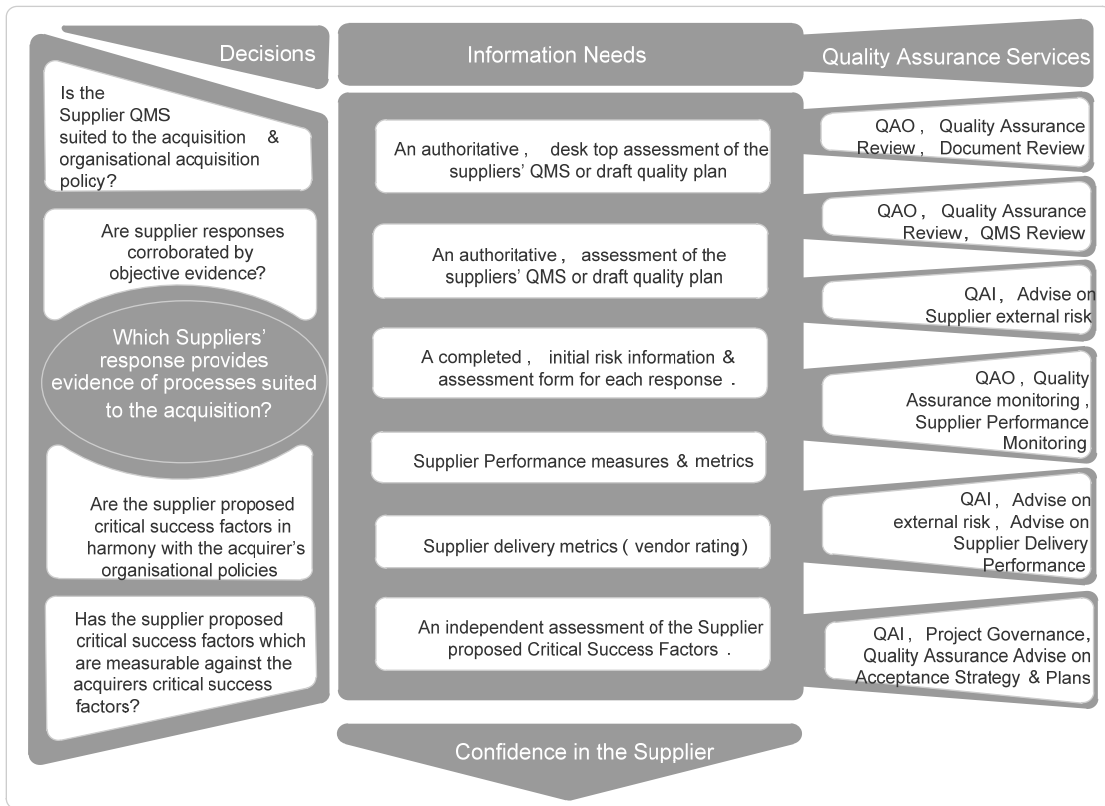 Decisions
Information Needs
Quality Assurance Services
Is the
Supplier QMS
suited to the acquisition &
organisational acquisition
policy?
Are supplier responses
corroborated by
objective evidence?
Which Suppliers'
response provides
evidence of processes suited
to the acquisition?
Are the supplier proposed
critical success factors in
harmony with the acquirer's
organisational policies
Has the supplier proposed
critical success factors which
are measurable against the
acquirers critical success
factors?
An authoritative, desk top assessment of the
suppliers' QMS or draft quality plan
An authoritative, assessment of the
suppliers' QMS or draft quality plan
A completed, initial risk information &
assessment form for each response.
Supplier Performance measures & metrics
Supplier delivery metrics (vendor rating)
An independent assessment of the Supplier
proposed Critical Success Factors.
QAO, Quality Assurance
Review, Document Review
QAO, Quality Assurance
Review, QMS Review
QAI, Advise on
Supplier external risk
QAO, Quality
Assurance monitoring,
Supplier Performance
Monitoring
QAI, Advise on
external risk, Advise on
Supplier Delivery
Performance
QAI, Project Governance,
Quality Assurance Advise on
Acceptance Strategy & Plans
Confidence in the Supplier